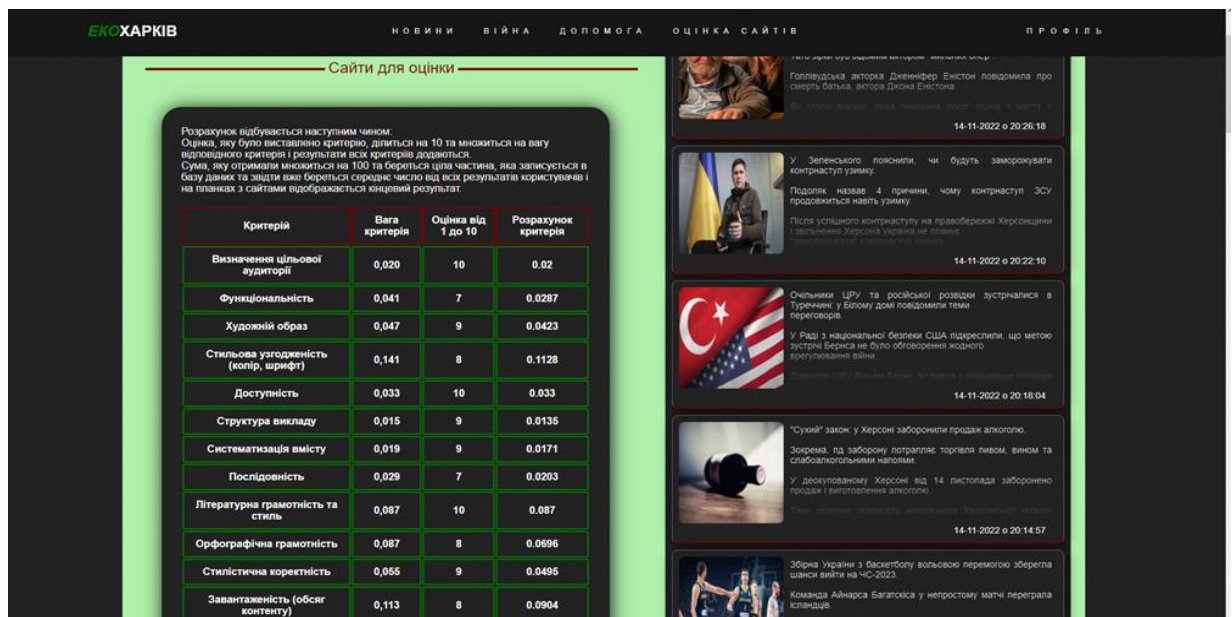 ЕКОХАРКІВ
НОВИНИ ВІЙНА ДОПОМОГА ОЦІНКА САЙТІВ ПРОФІЛЬ
Сайти для оцінки
Розрахунок відбувається наступним чином:
Оцінка, яку було виставлено критерію, ділиться на 10 та множиться на вагу
відповідного критерія і результати всіх критеріїв додаються.
Сума, яку отримали множиться на 100 та береться ціла частина, яка записується в
базу даних та звідти вже береться середнє число від всіх результатів користувачів і
на планках з сайтами відображається кінцевий результат.
Критерій Вага критерія Оцінка від 1 до 10 Розрахунок критерія
Визначення цільової аудиторії 0,020 10 0.02
Функціональність 0,041 7 0.0287
Художній образ 0,047 9 0.0423
Стильова узгодженість (колір, шрифт) 0,141 8 0.1128
Доступність 0,033 10 0.033
Структура викладу 0,015 9 0.0135
Систематизація вмісту 0,019 9 0.0171
Послідовність 0,029 7 0.0203
Літературна грамотність та стиль 0,087 10 0.087
Орфографічна грамотність 0,087 8 0.0696
Стилістична коректність 0,055 9 0.0495
Завантаженість (обсяг контенту) 0,113 8 0.0904
Голлівудська акторка Дженніфер Еністон повідомила про
смерть батька, актора Джона Еністона.
14-11-2022 о 20:26:18
У Зеленського пояснили, чи будуть заморожувати
контрнаступ узимку.
Подоляк назвав 4 причини, чому контрнаступ ЗСУ
продовжиться навіть узимку.
Після успішного контрнаступу на правобережжі Херсонщини
і звільнення Херсона Україна не планує
"заморожувати" контрнаступ узимку.
14-11-2022 о 20:22:10
Очільники ЦРУ та російської розвідки зустрічалися в
Туреччині: у Білому домі повідомили теми
переговорів.
У Раді з національної безпеки США підкреслили, що метою
зустрічі Бернса не було обговорення жодного
врегулювання війни.
14-11-2022 о 20:18:04
"Сухий" закон: у Херсоні заборонили продаж алкоголю.
Зокрема, пд заборону потрапляє торгівля пивом, вином та
слабоалкогольними напоями.
У деокупованому Херсоні від 14 листопада заборонено
продаж і виготовлення алкоголю.
14-11-2022 о 20:14:57
Збірна України з баскетболу вольовою перемогою зберегла
шанси вийти на ЧС-2023.
Команда Айнарса Багатскіса у непростому матчі переграла
ісландців.